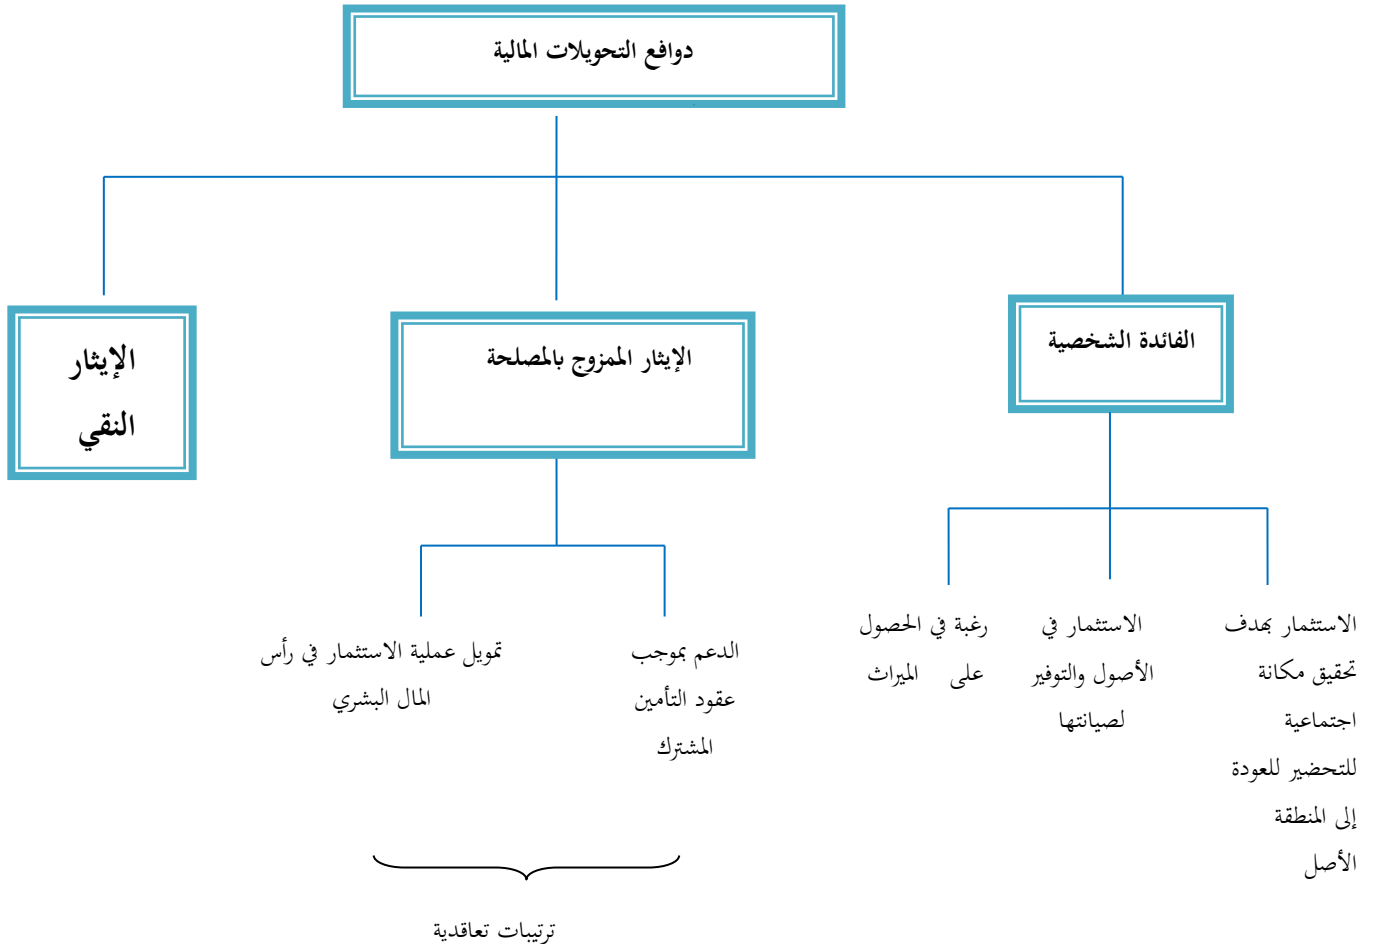 دوافع التحويلات المالية
الفائدة الشخصية
الإيثار الممزوج بالمصلحة
الإيثار
النقي
الاستثمار بهدف
تحقيق مكانة
اجتماعية
للتحضير للعودة
إلى المنطقة
الأصل
الاستثمار في
الأصول والتوفير
لصيانتها
رغبة في الحصول
على الميراث
الدعم بموجب
عقود التأمين
المشترك
تمويل عملية الاستثمار في رأس
المال البشري
ترتيبات تعاقدية